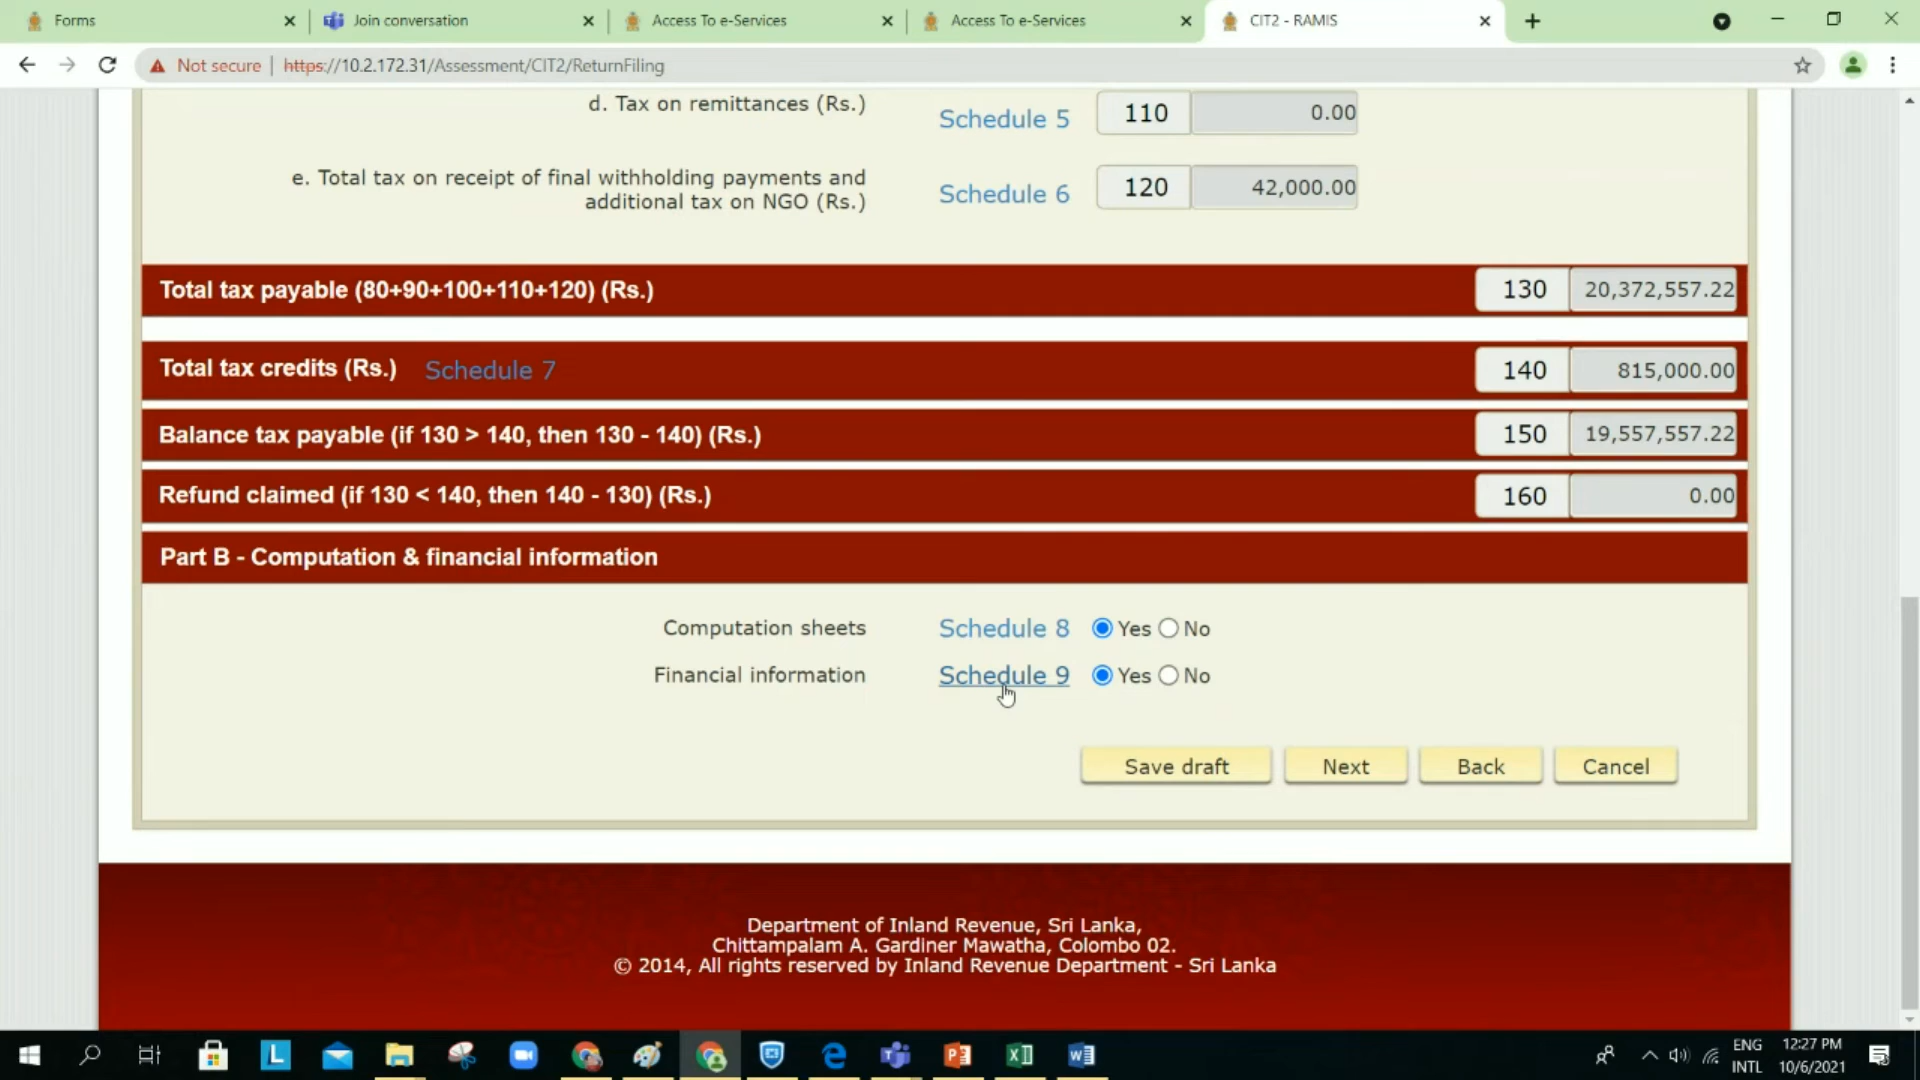 Forms
Join conversation
Access To e-Services
Access To e-Services
CIT2 - RAMIS
Not secure | https://10.2.172.31/Assessment/CIT2/ReturnFiling
d. Tax on remittances (Rs.) Schedule 5 110 0.00
e. Total tax on receipt of final withholding payments and
additional tax on NGO (Rs.) Schedule 6 120 42,000.00
Total tax payable (80+90+100+110+120) (Rs.) 130 20,372,557.22
Total tax credits (Rs.) Schedule 7 140 815,000.00
Balance tax payable (if 130 > 140, then 130 - 140) (Rs.) 150 19,557,557.22
Refund claimed (if 130 < 140, then 140 - 130) (Rs.) 160 0.00
Part B - Computation & financial information
Computation sheets Schedule 8 Yes No
Financial information Schedule 9 Yes No
Save draft Next Back Cancel
Department of Inland Revenue, Sri Lanka,
Chittampalam A. Gardiner Mawatha, Colombo 02.
© 2014, All rights reserved by Inland Revenue Department - Sri Lanka
ENG
INTL
12:27 PM
10/6/2021